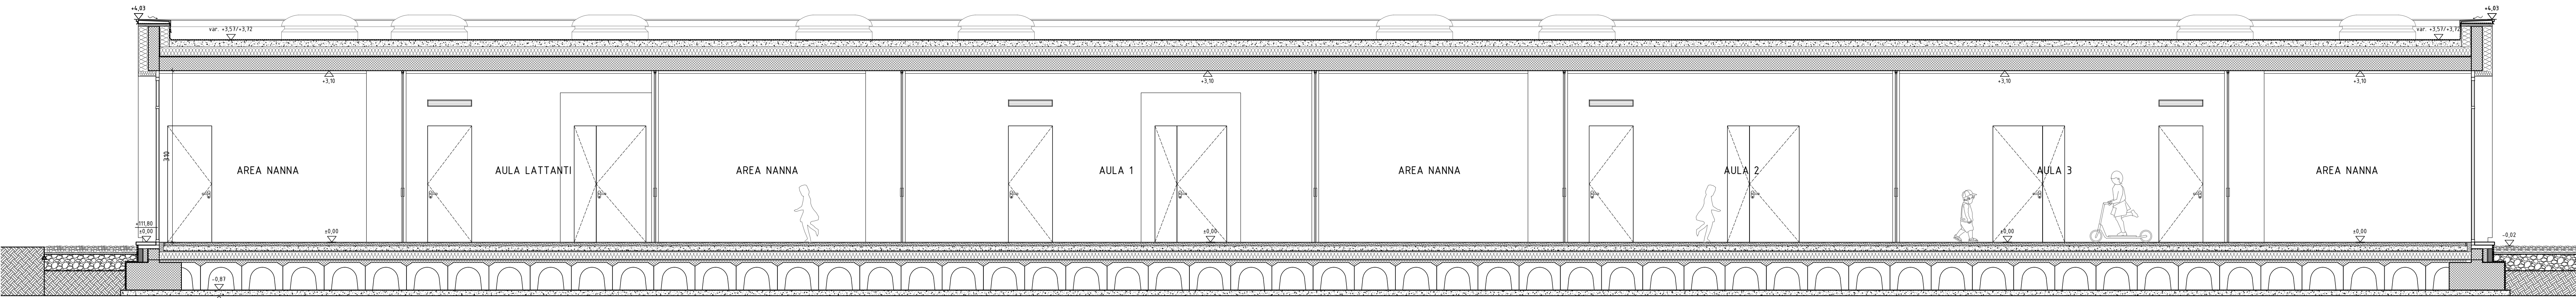 +4,03
+4,03
var. +3,57/+3,72
var. +3,57/+3,72
+3,10
+3,10
+3,10
+3,10
310
AREA NANNA
AULA LATTANTI
AREA NANNA
AULA 1
AREA NANNA
AULA 2
AULA 3
AREA NANNA
+111,80
±0,00
±0,00
±0,00
±0,00
±0,00
-0,02
-0,87